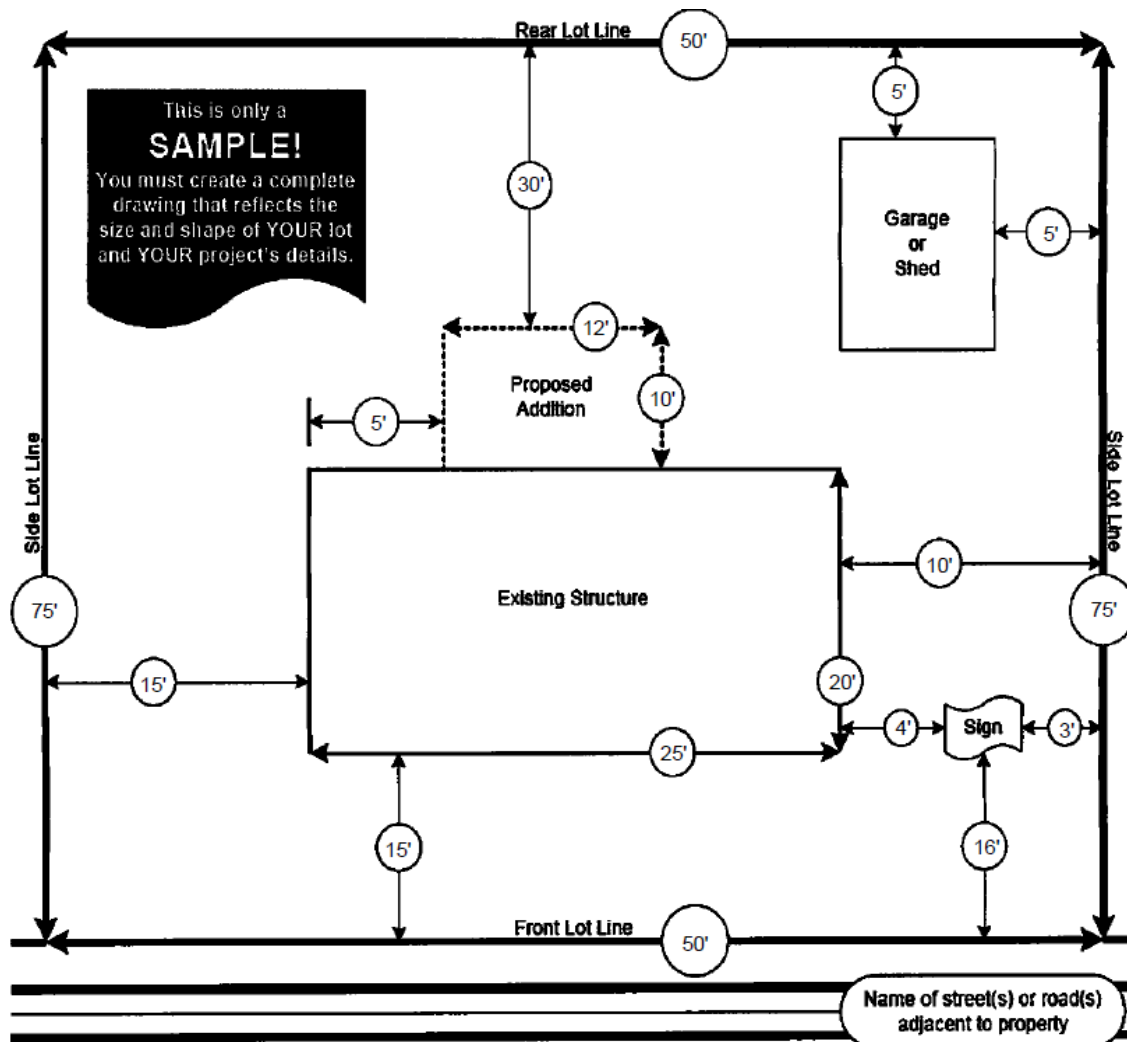 Rear Lot Line
50'
5'
This is only a
SAMPLE!
You must create a complete
drawing that reflects the
size and shape of YOUR lot
and YOUR project's details.
30'
Garage
or
Shed
5'
12'
Proposed
Addition
10'
5'
Side Lot Line
Side Lot Line
10'
Existing Structure
75'
75'
15'
20'
4'
Sign
3'
25'
15'
16'
Front Lot Line
50'
Name of street(s) or road(s)
adjacent to property